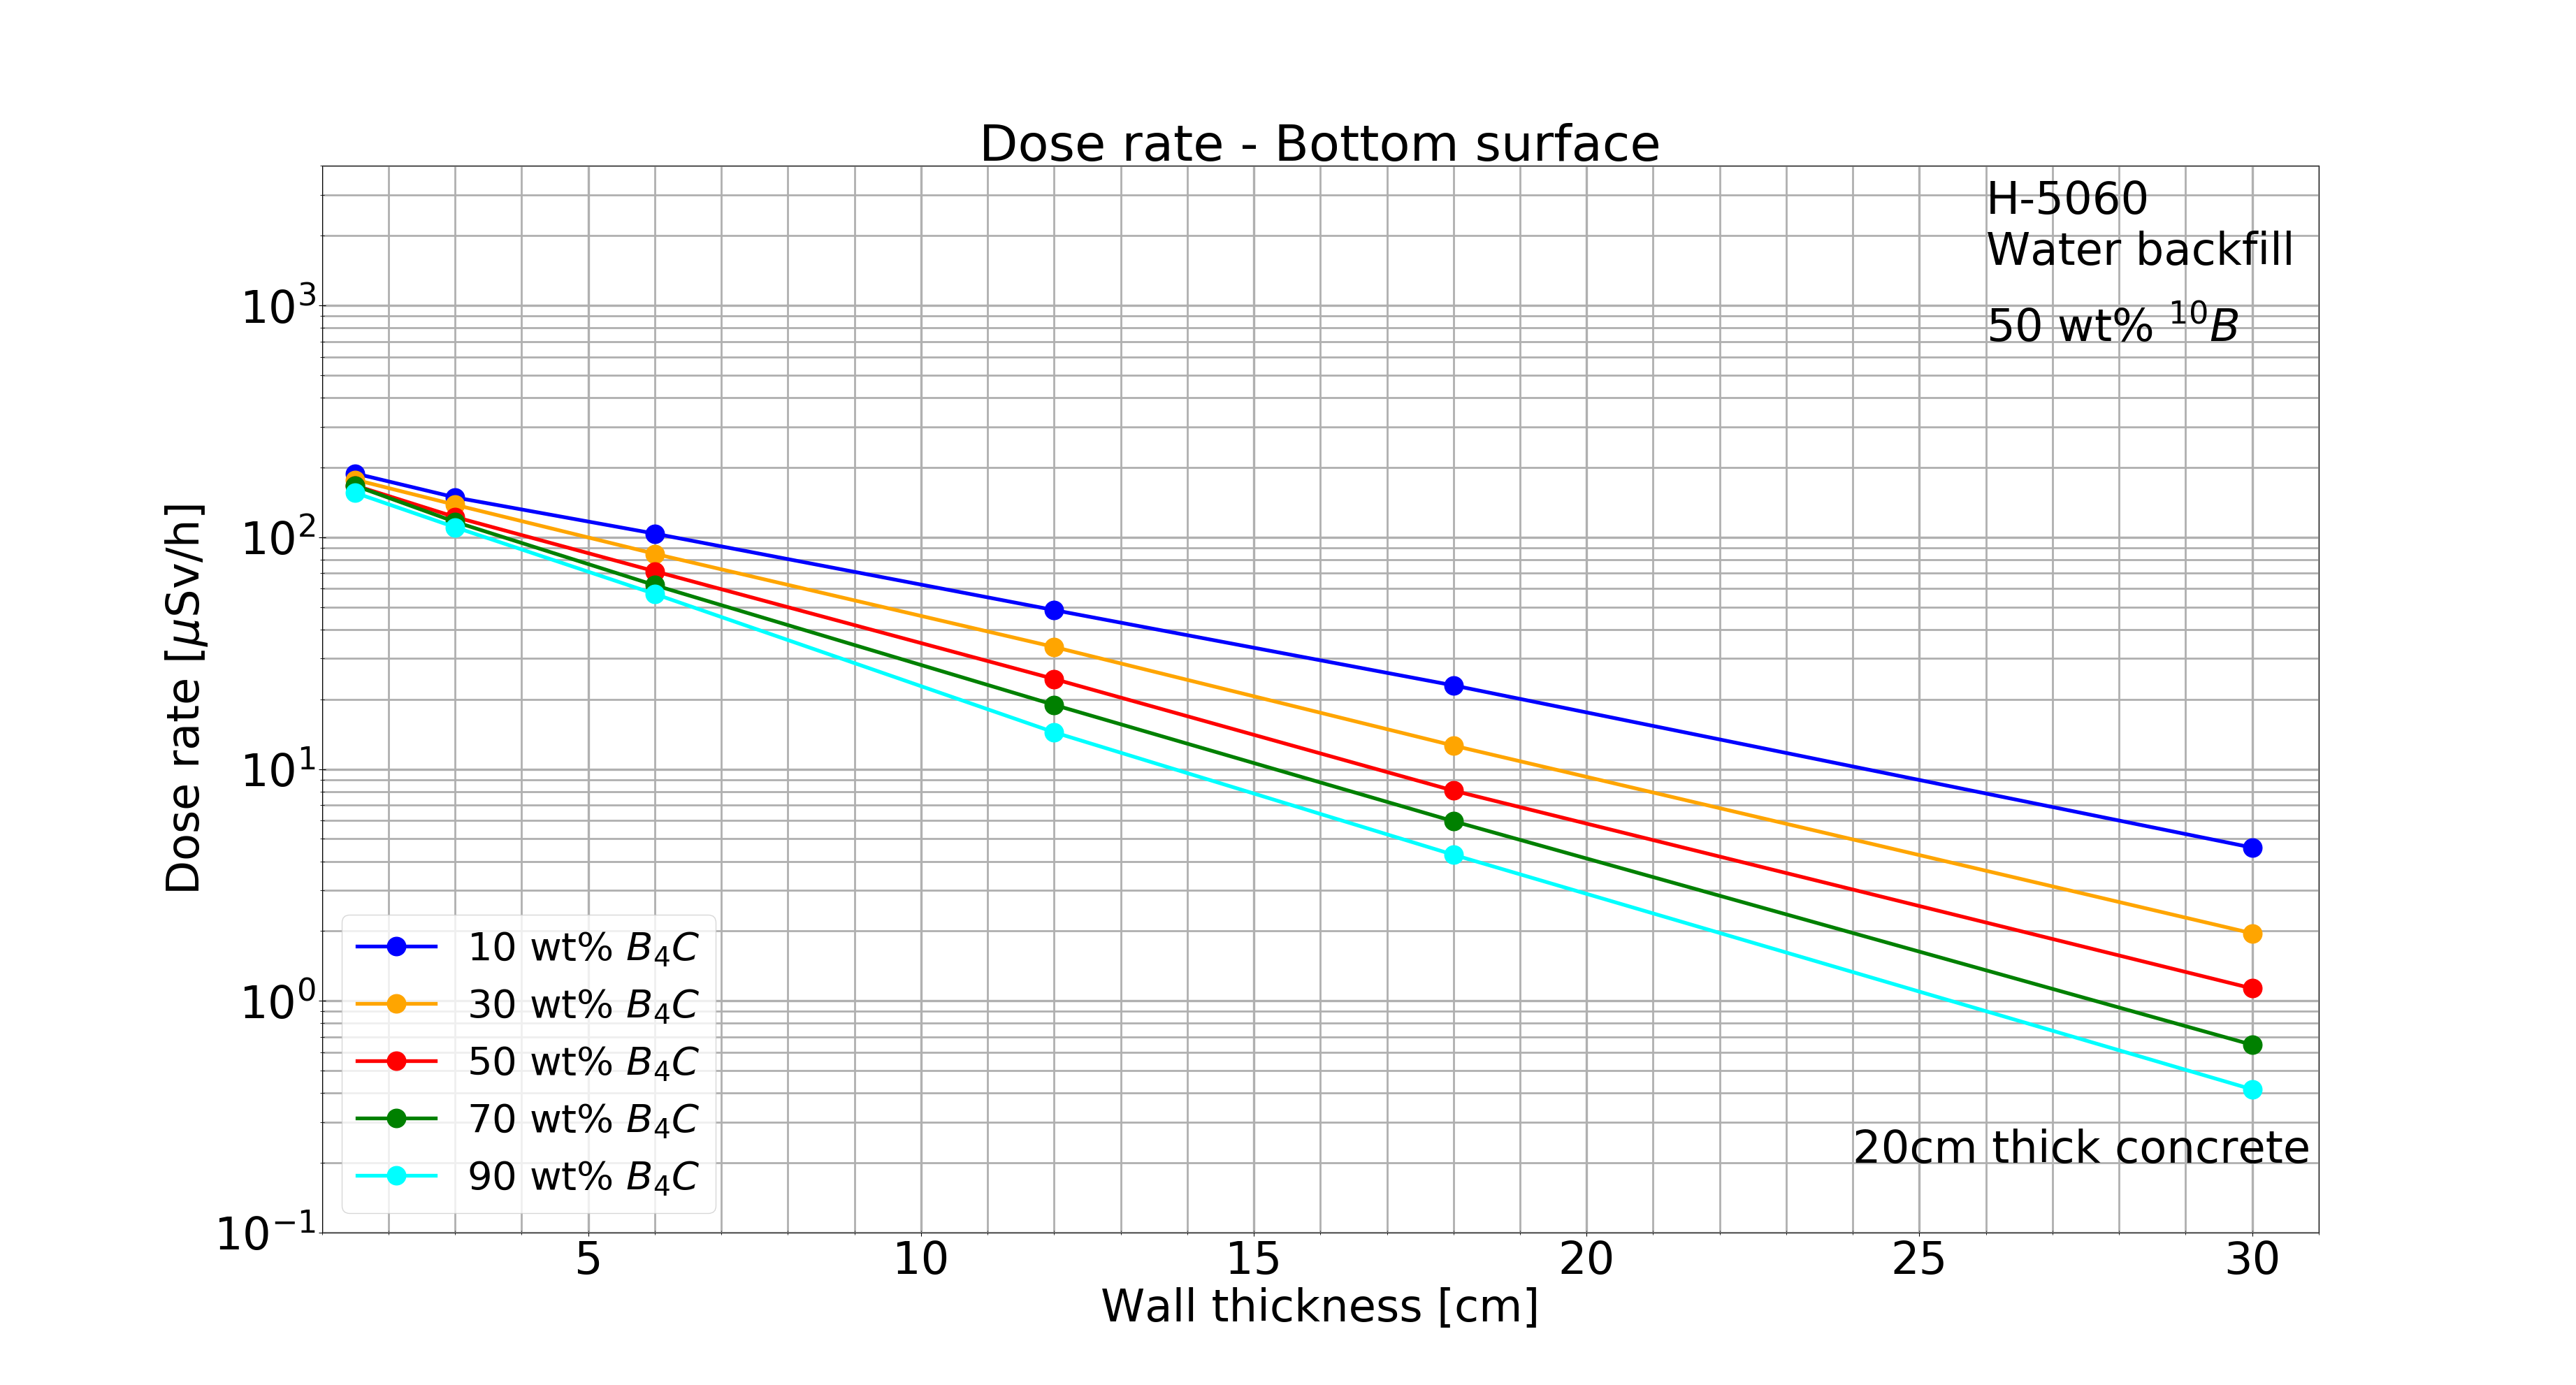 Dose rate - Bottom surface
H-5060
Water backfill
50 wt% ¹⁰B
10³
10²
10¹
10⁰
10⁻¹
Dose rate [μSv/h]
10 wt% B₄C
30 wt% B₄C
50 wt% B₄C
70 wt% B₄C
90 wt% B₄C
20cm thick concrete
5 10 15 20 25 30
Wall thickness [cm]